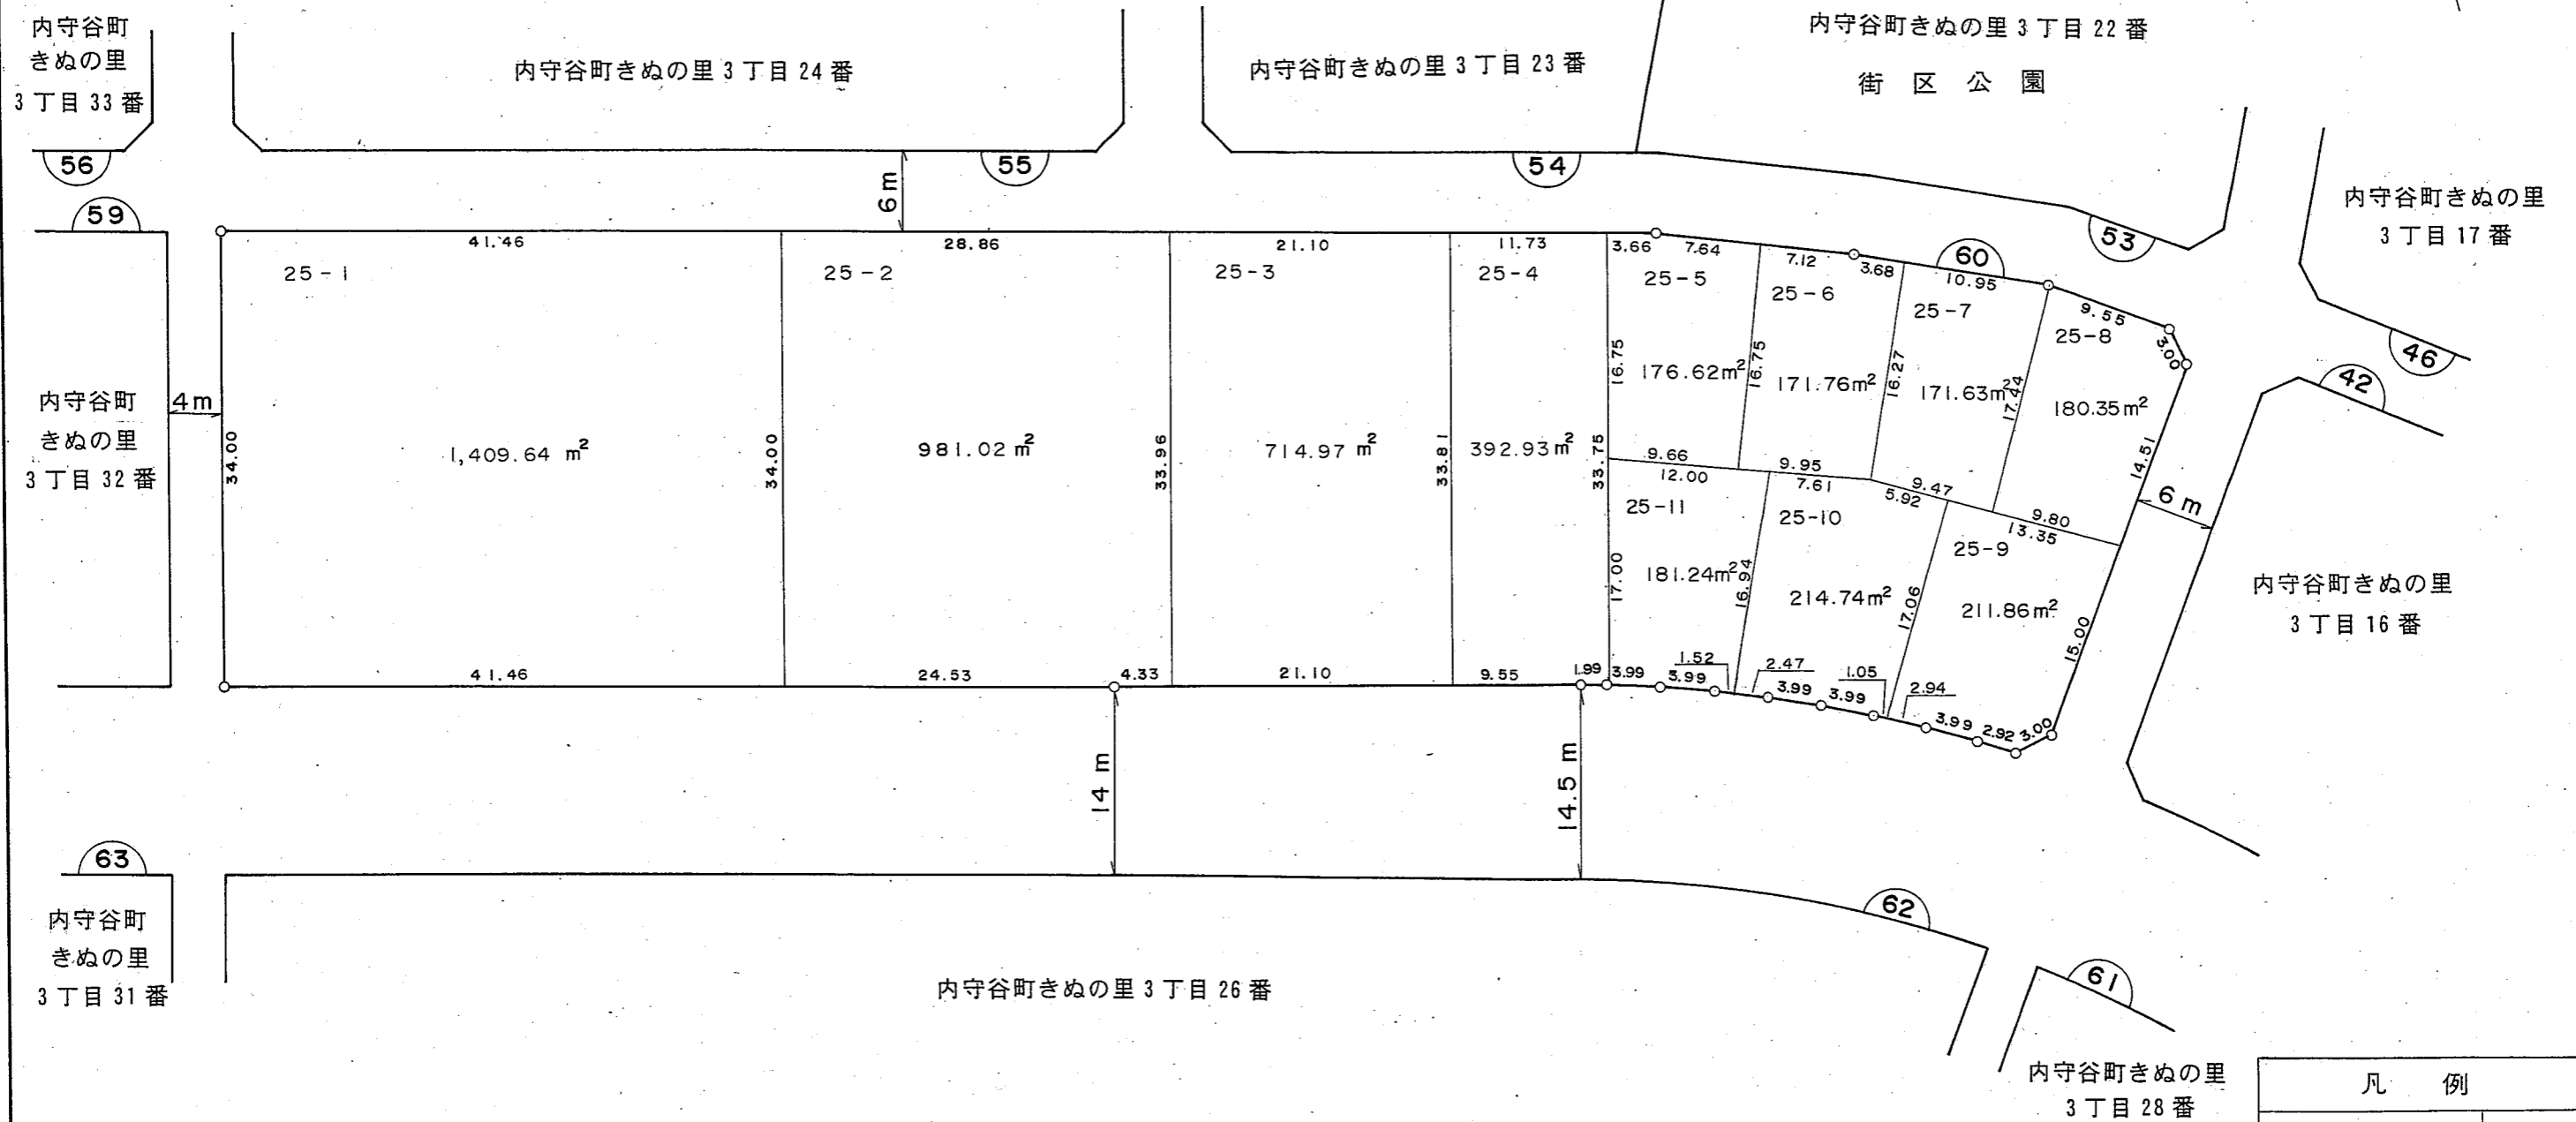 内守谷町
きぬの里
3丁目33番
内守谷町きぬの里3丁目24番
内守谷町きぬの里3丁目23番
内守谷町きぬの里3丁目22番
街区公園
内守谷町きぬの里
3丁目17番
56
55
54
53
59
60
46
42
6m
41.46
28.86
21.10
11.73
3.66
7.64
7.12
3.68
10.95
9.55
3.00
25-1
25-2
25-3
25-4
25-5
25-6
25-7
25-8
内守谷町
きぬの里
3丁目32番
4m
34.00
1,409.64 m²
34.00
981.02 m²
33.96
714.97 m²
33.81
392.93 m²
33.75
16.75
176.62m²
16.75
171.76m²
16.27
171.63m²
17.44
180.35m²
14.51
6m
9.66
12.00
9.95
7.61
5.92
9.47
9.80
13.35
25-11
25-10
25-9
17.00
181.24m²
16.94
214.74m²
17.06
211.86m²
15.00
内守谷町きぬの里
3丁目16番
41.46
24.53
4.33
21.10
9.55
1.99
3.99
3.99
1.52
2.47
3.99
3.99
1.05
2.94
3.99
2.92
3.00
14m
14.5m
63
62
61
内守谷町
きぬの里
3丁目31番
内守谷町きぬの里3丁目26番
内守谷町きぬの里
3丁目28番
凡例